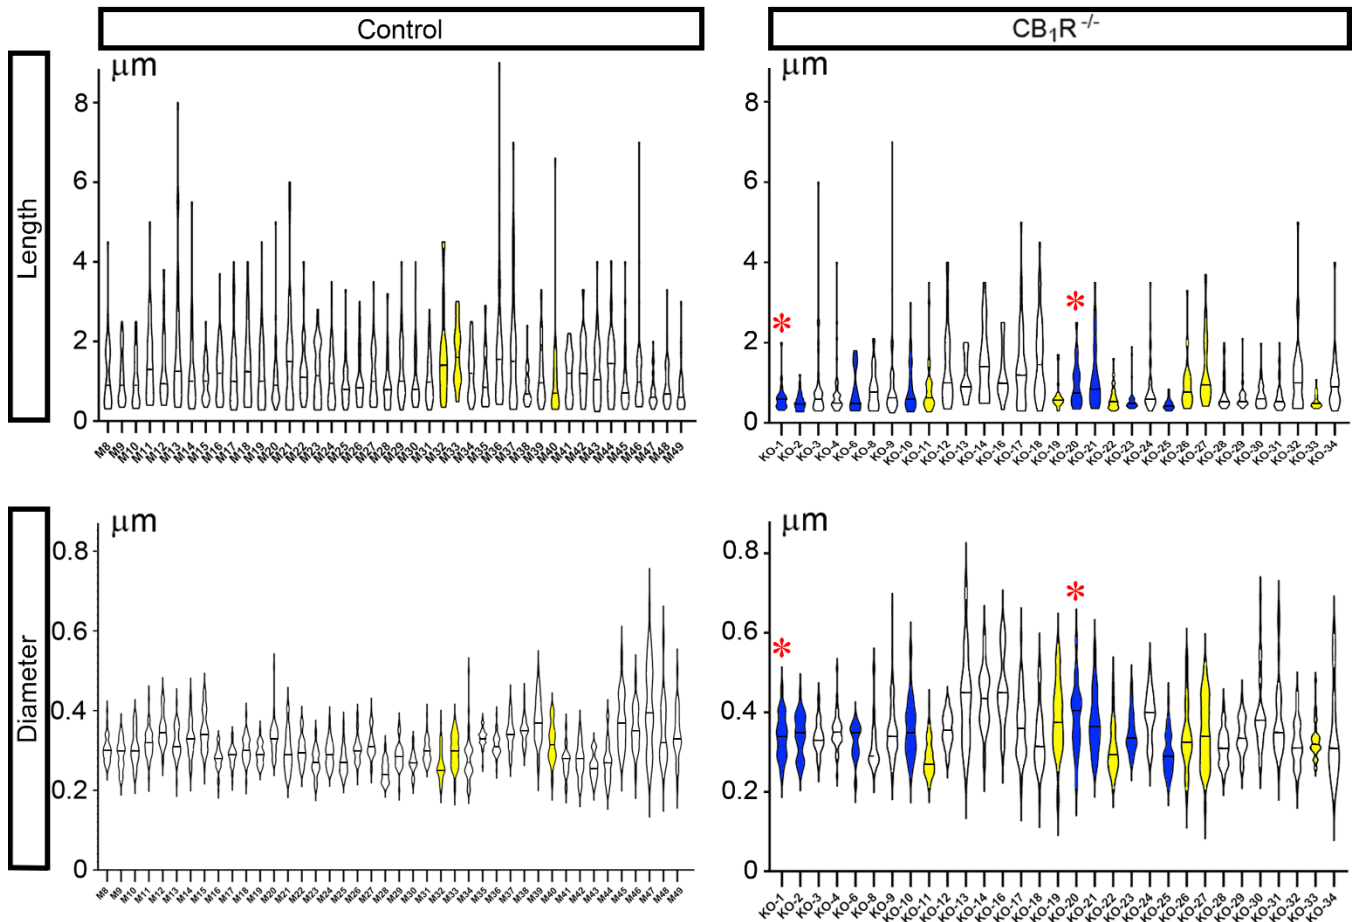 Control
CB₁R⁻/⁻
Length
μm
8
6
4
2
0
M8 M9 M10 M11 M12 M13 M14 M15 M16 M17 M18 M19 M20 M21 M22 M23 M24 M25 M26 M27 M28 M29 M30 M31 M32 M33 M34 M35 M36 M37 M38 M39 M40 M41 M42 M43 M44 M45 M46 M47 M48 M49
μm
8
6
4
2
0
*
*
KO-1 KO-2 KO-3 KO-4 KO-6 KO-8 KO-9 KO-10 KO-11 KO-12 KO-13 KO-14 KO-16 KO-17 KO-18 KO-19 KO-20 KO-21 KO-22 KO-23 KO-24 KO-25 KO-26 KO-27 KO-28 KO-29 KO-30 KO-31 KO-32 KO-33 KO-34
Diameter
μm
0.8
0.6
0.4
0.2
0
M8 M9 M10 M11 M12 M13 M14 M15 M16 M17 M18 M19 M20 M21 M22 M23 M24 M25 M26 M27 M28 M29 M30 M31 M32 M33 M34 M35 M36 M37 M38 M39 M40 M41 M42 M43 M44 M45 M46 M47 M48 M49
μm
0.8
0.6
0.4
0.2
0
*
*
KO-1 KO-2 KO-3 KO-4 KO-6 KO-8 KO-9 KO-10 KO-11 KO-12 KO-13 KO-14 KO-16 KO-17 KO-18 KO-19 KO-20 KO-21 KO-22 KO-23 KO-24 KO-25 KO-26 KO-27 KO-28 KO-29 KO-30 KO-31 KO-32 KO-33 KO-34